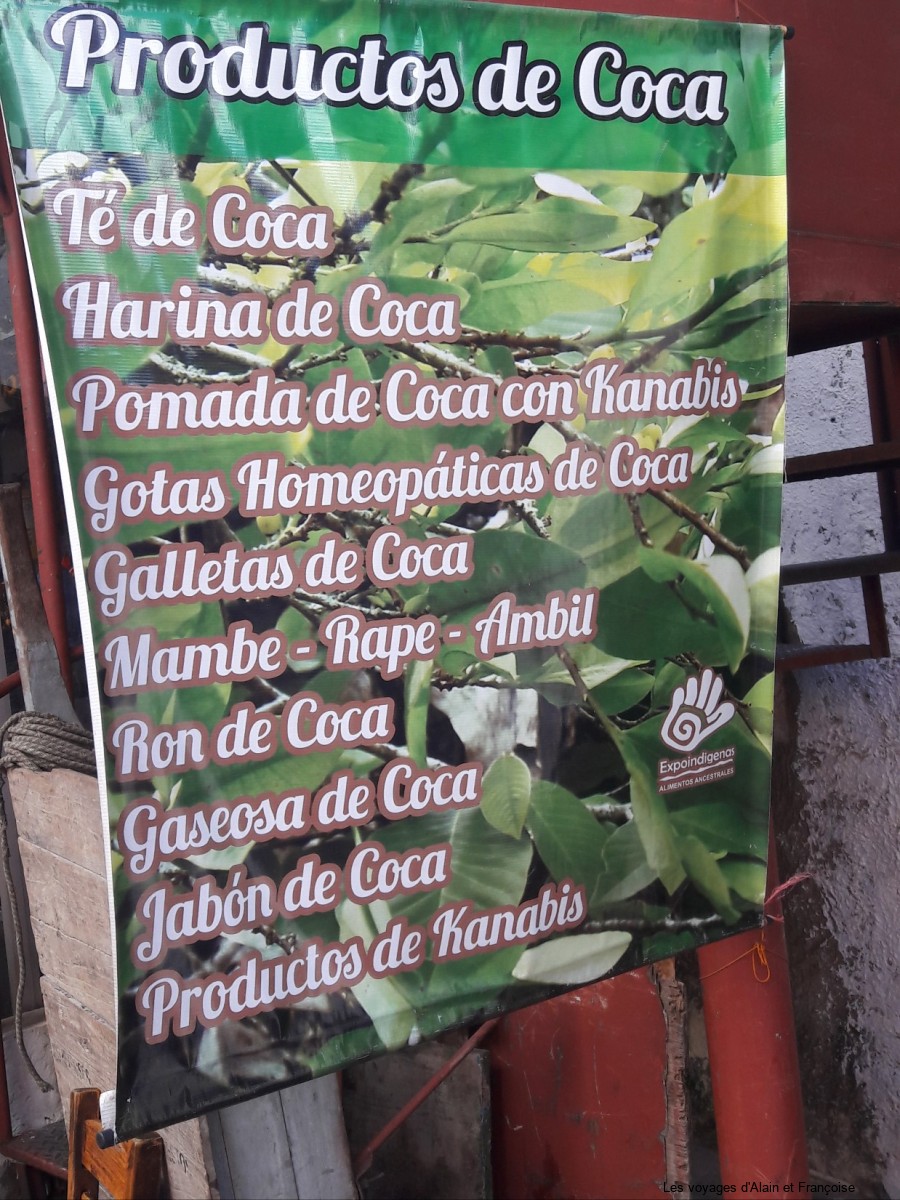 Productos de Coca
Té de Coca
Harina de Coca
Pomada de Coca con Kanabis
Gotas Homeopáticas de Coca
Galletas de Coca
Mambe - Rape - Ambil
Ron de Coca
Gaseosa de Coca
Jabón de Coca
Productos de Kanabis
Expoindigenas
ALIMENTOS ANCESTRALES
Les voyages d'Alain et Françoise